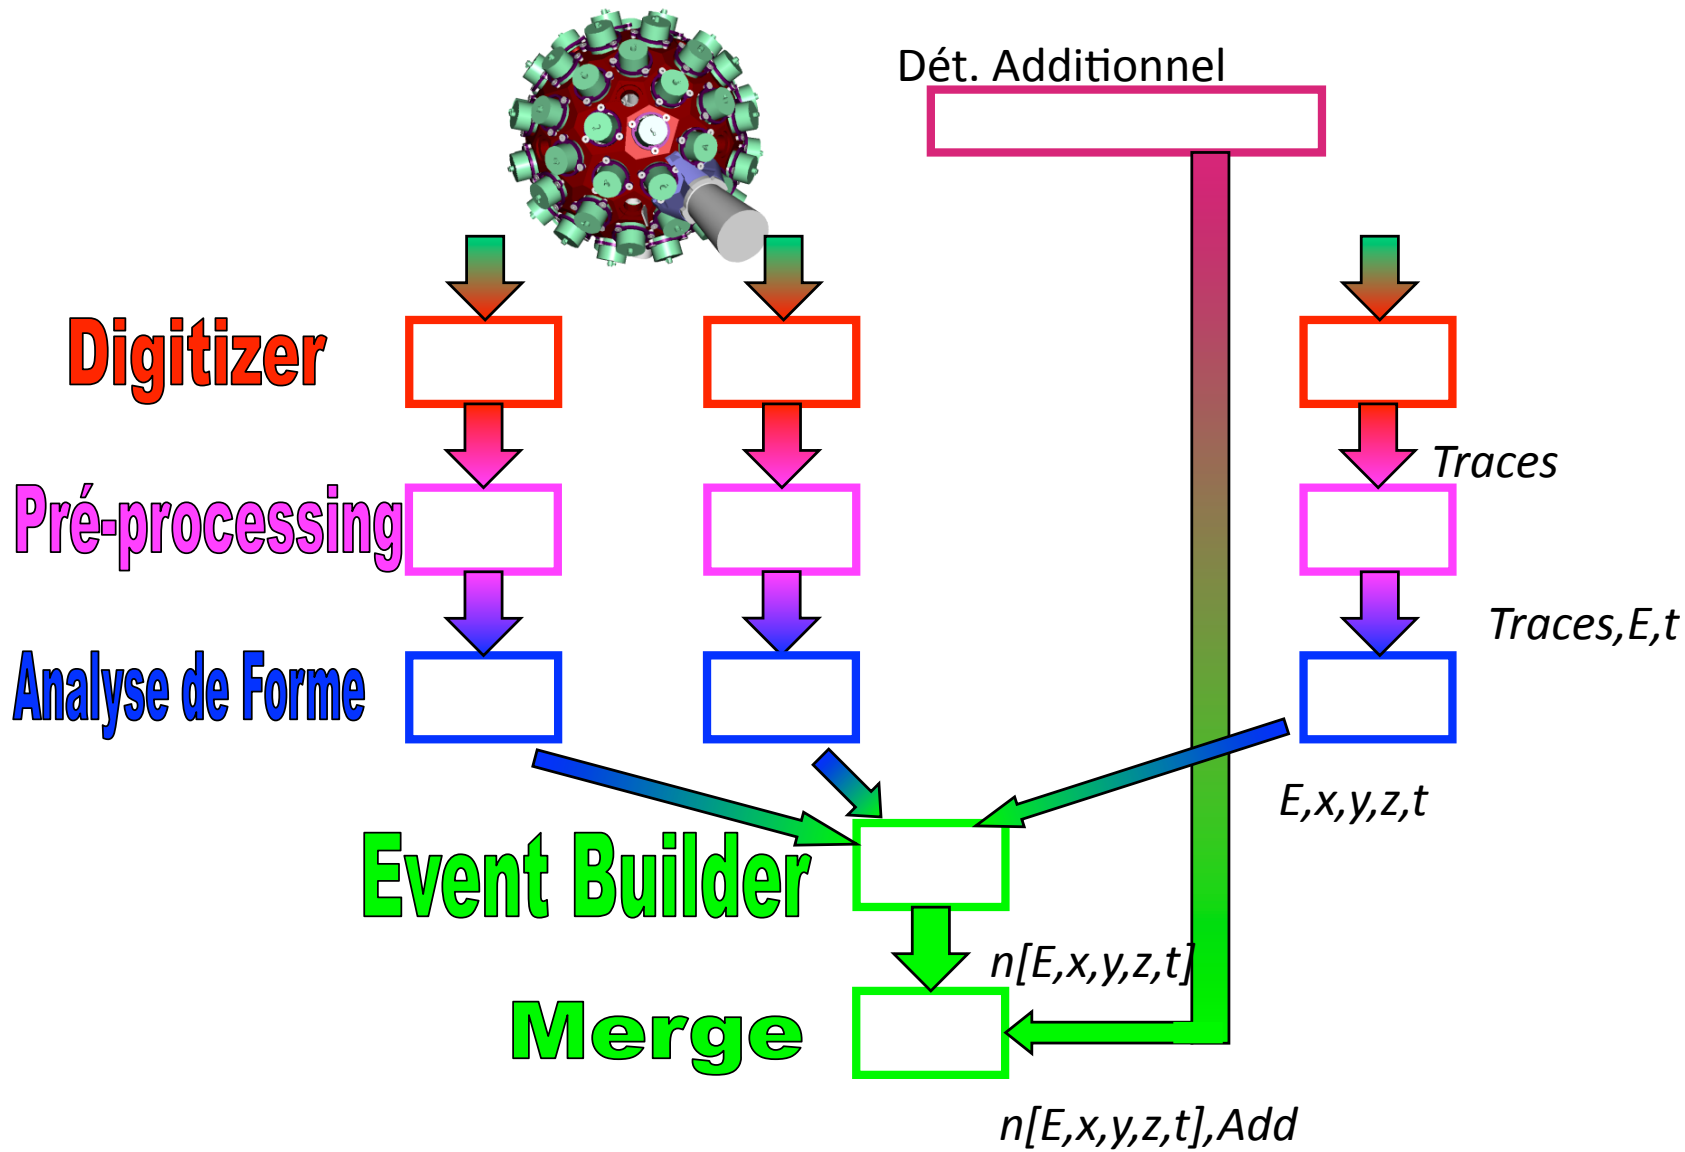 Dét. Additionnel
Digitizer
Traces
Pré-processing
Traces,E,t
Analyse de Forme
E,x,y,z,t
Event Builder
n[E,x,y,z,t]
Merge
n[E,x,y,z,t],Add